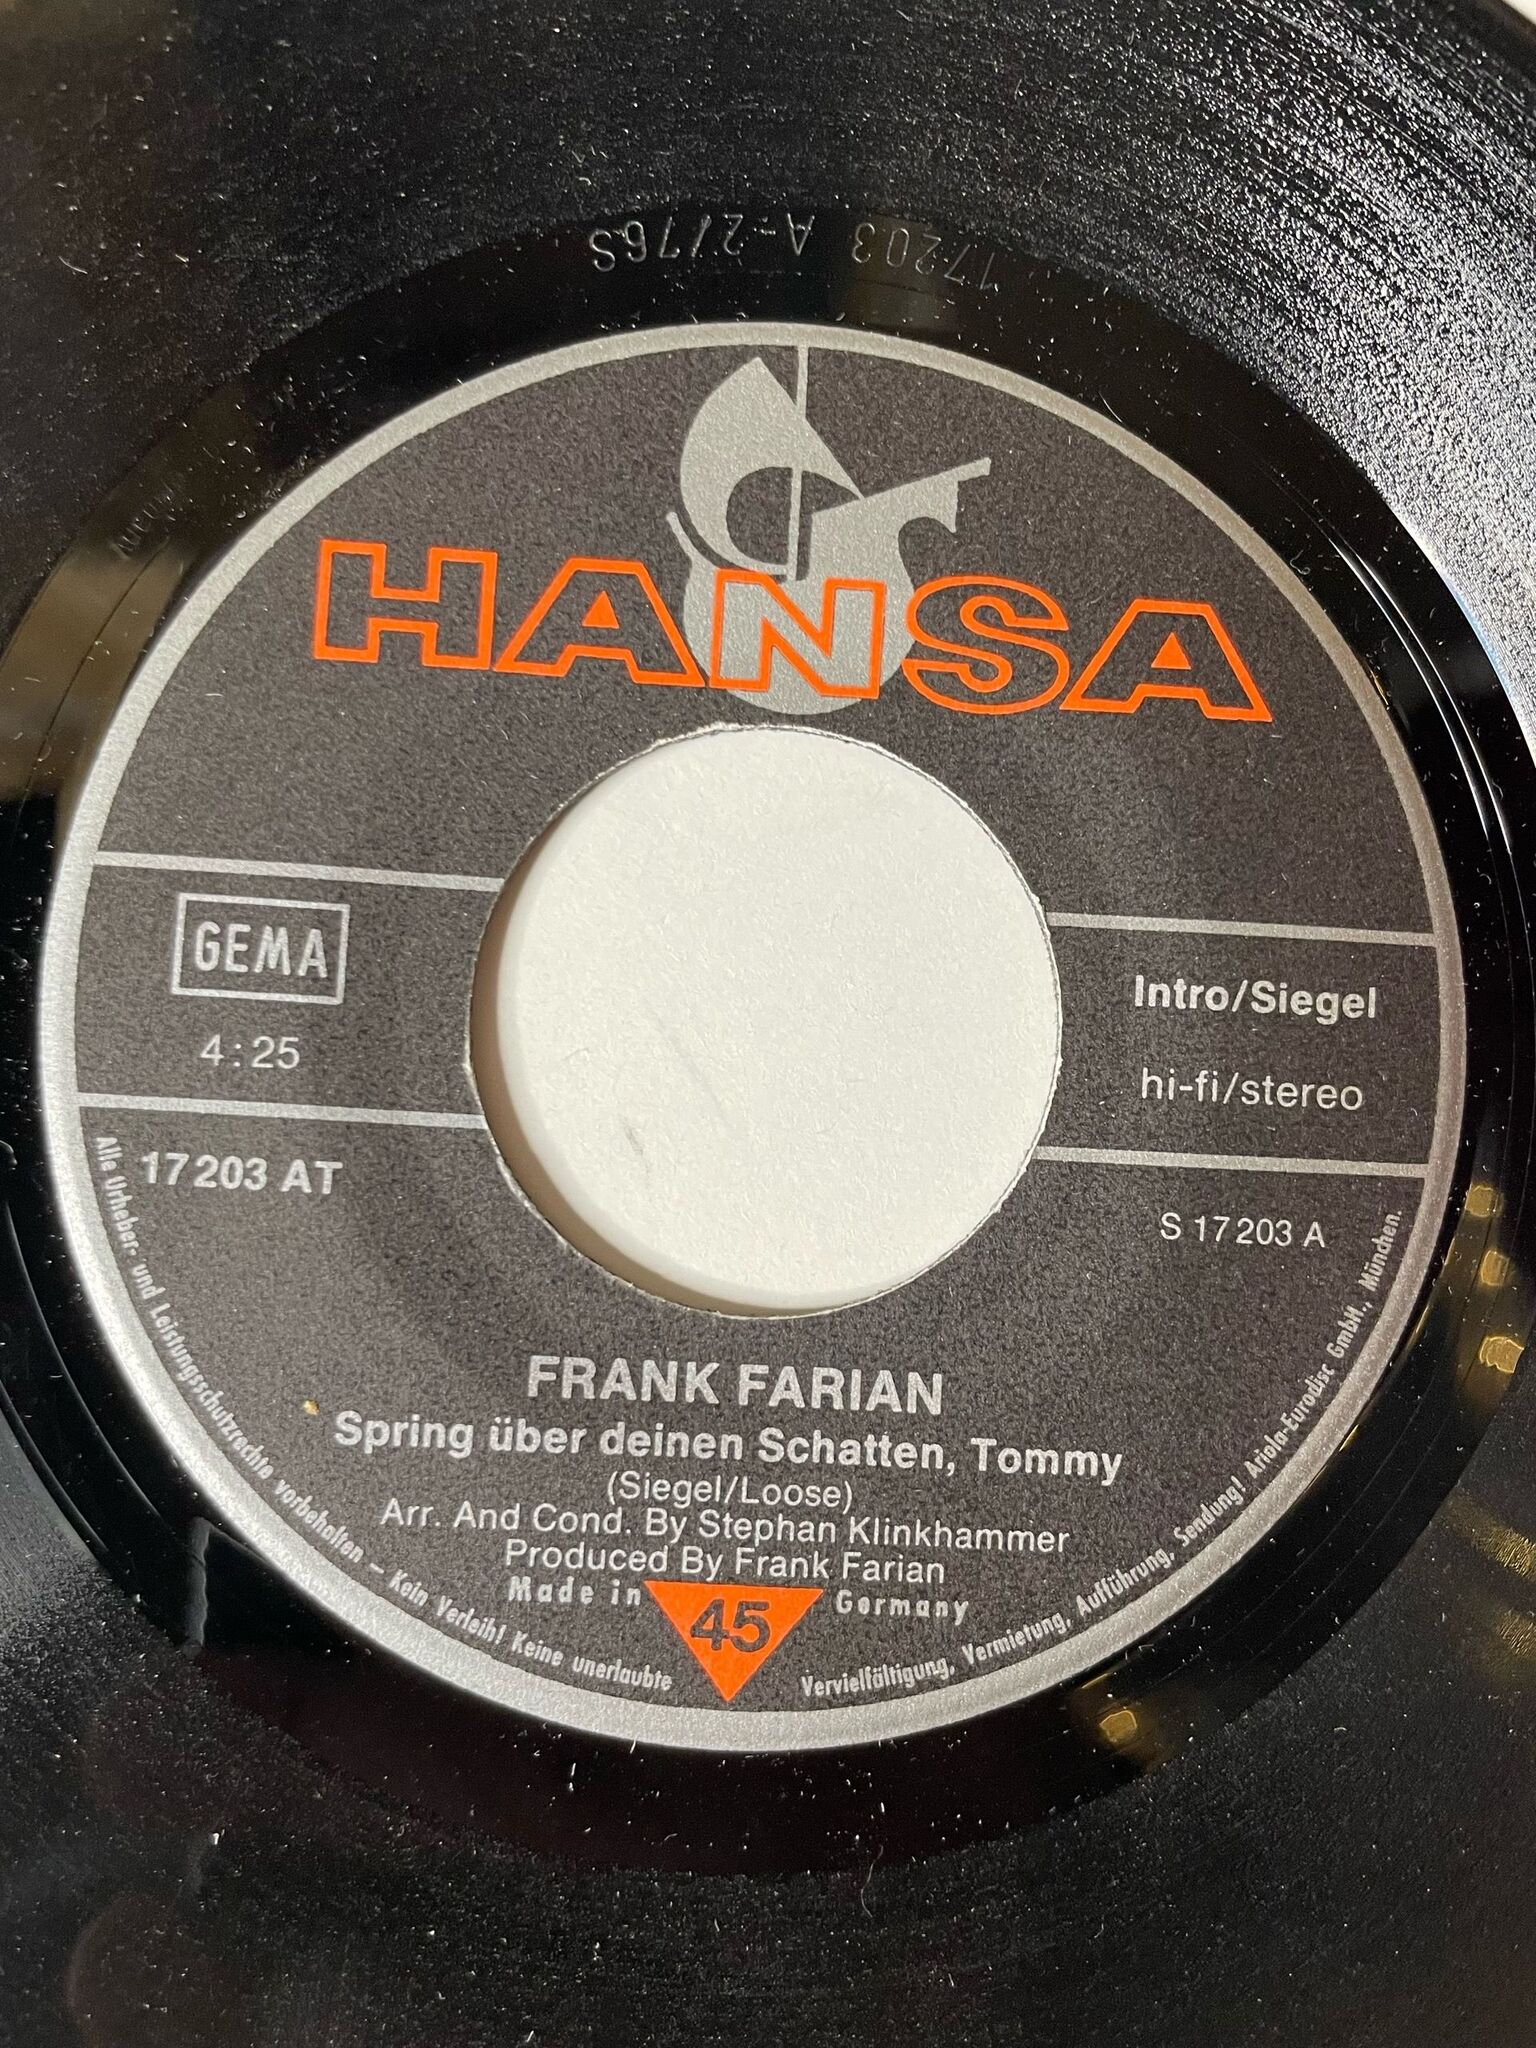 17203 A-2/76S
HANSA
GEMA
4:25
17203 AT
Intro/Siegel
hi-fi/stereo
S 17203 A
FRANK FARIAN
Spring über deinen Schatten, Tommy
(Siegel/Loose)
Arr. And Cond. By Stephan Klinkhammer
Produced By Frank Farian
Made in 45 Germany
Alle Urheber- und Leistungsschutzrechte vorbehalten – Kein Verleih! Keine unerlaubte Vervielfältigung, Vermietung, Aufführung, Sendung! Ariola-Eurodisc GmbH., München.